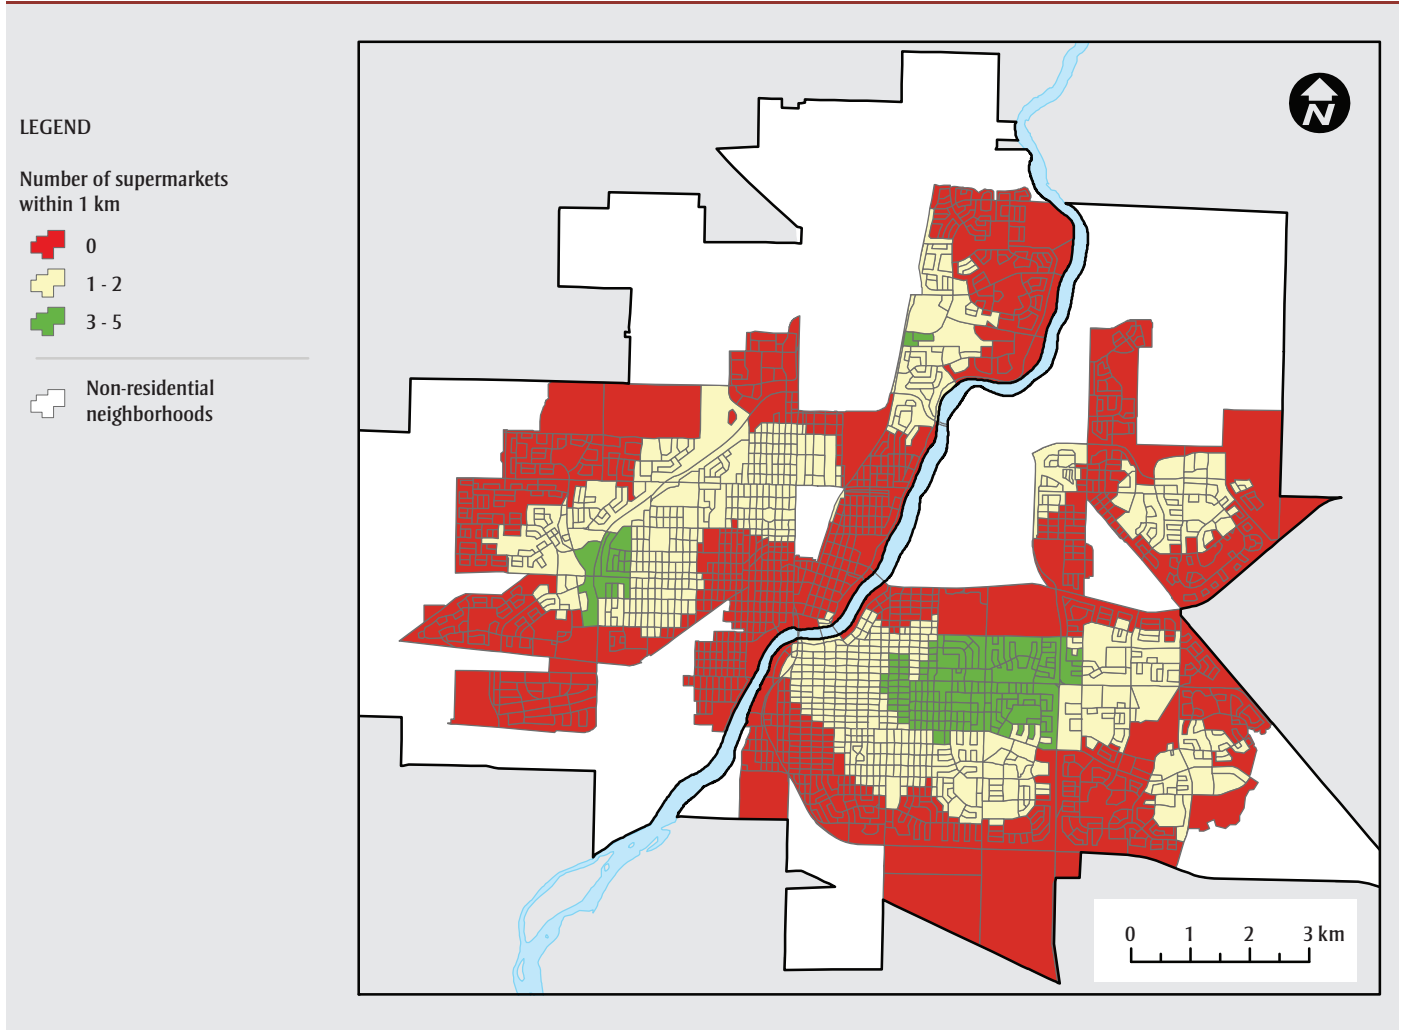 LEGEND
Number of supermarkets
within 1 km
0
1 - 2
3 - 5
Non-residential
neighborhoods
N
0 1 2 3 km